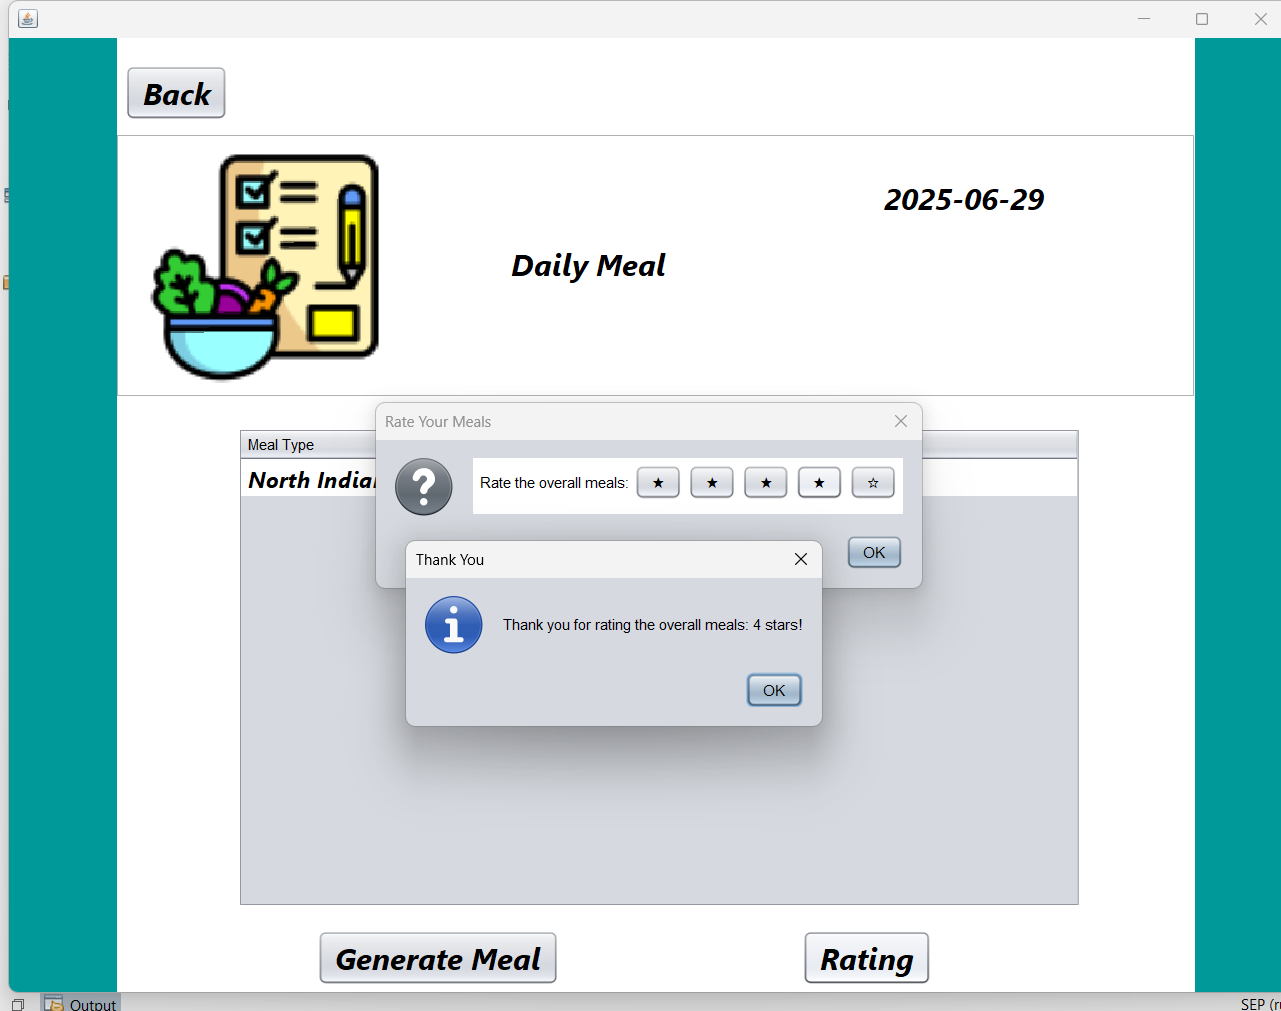 Back
2025-06-29
Daily Meal
Rate Your Meals
Meal Type
Rate the overall meals: ★ ★ ★ ★ ☆
OK
Thank You
Thank you for rating the overall meals: 4 stars!
OK
Generate Meal
Rating
Output
SEP
North